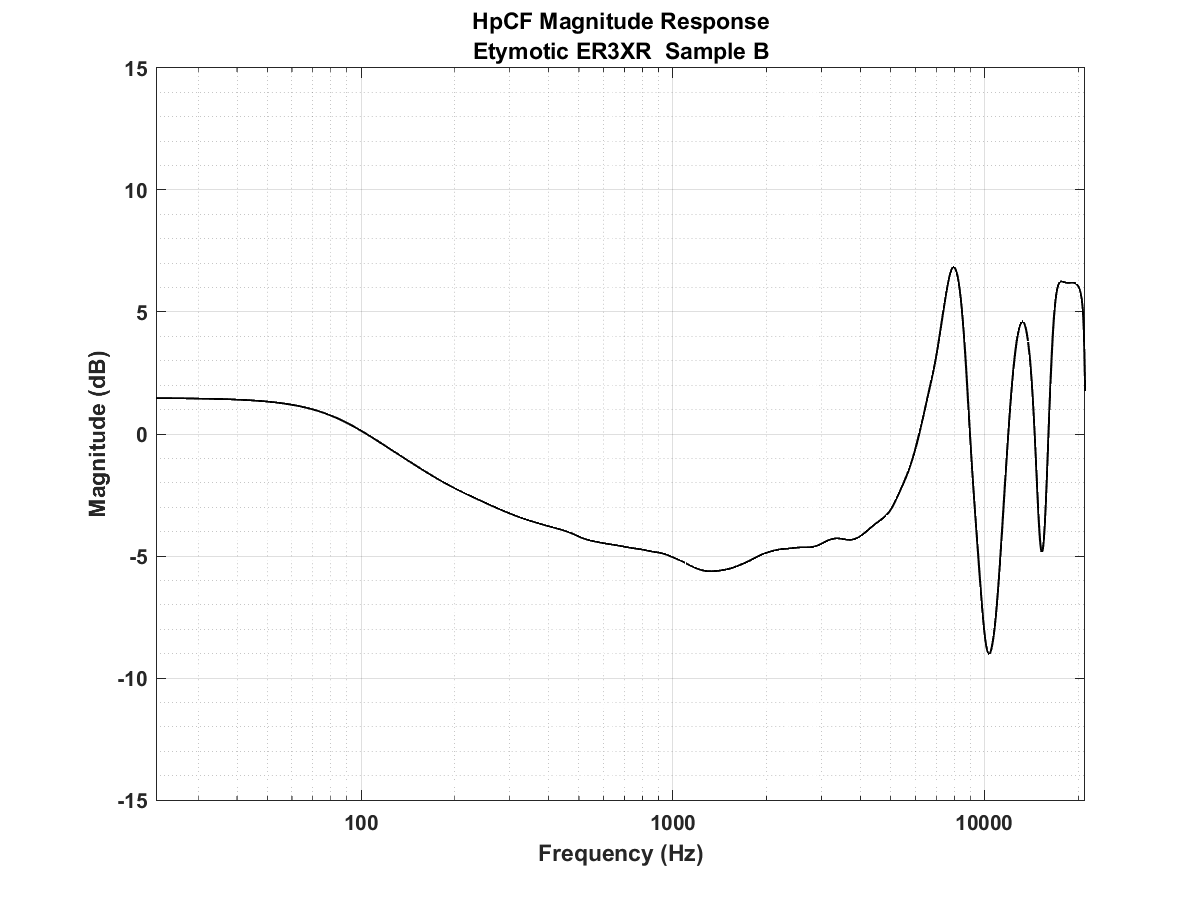 HpCF Magnitude Response
Etymotic ER3XR  Sample B
15
10
5
0
-5
-10
-15
Magnitude (dB)
100
1000
10000
Frequency (Hz)